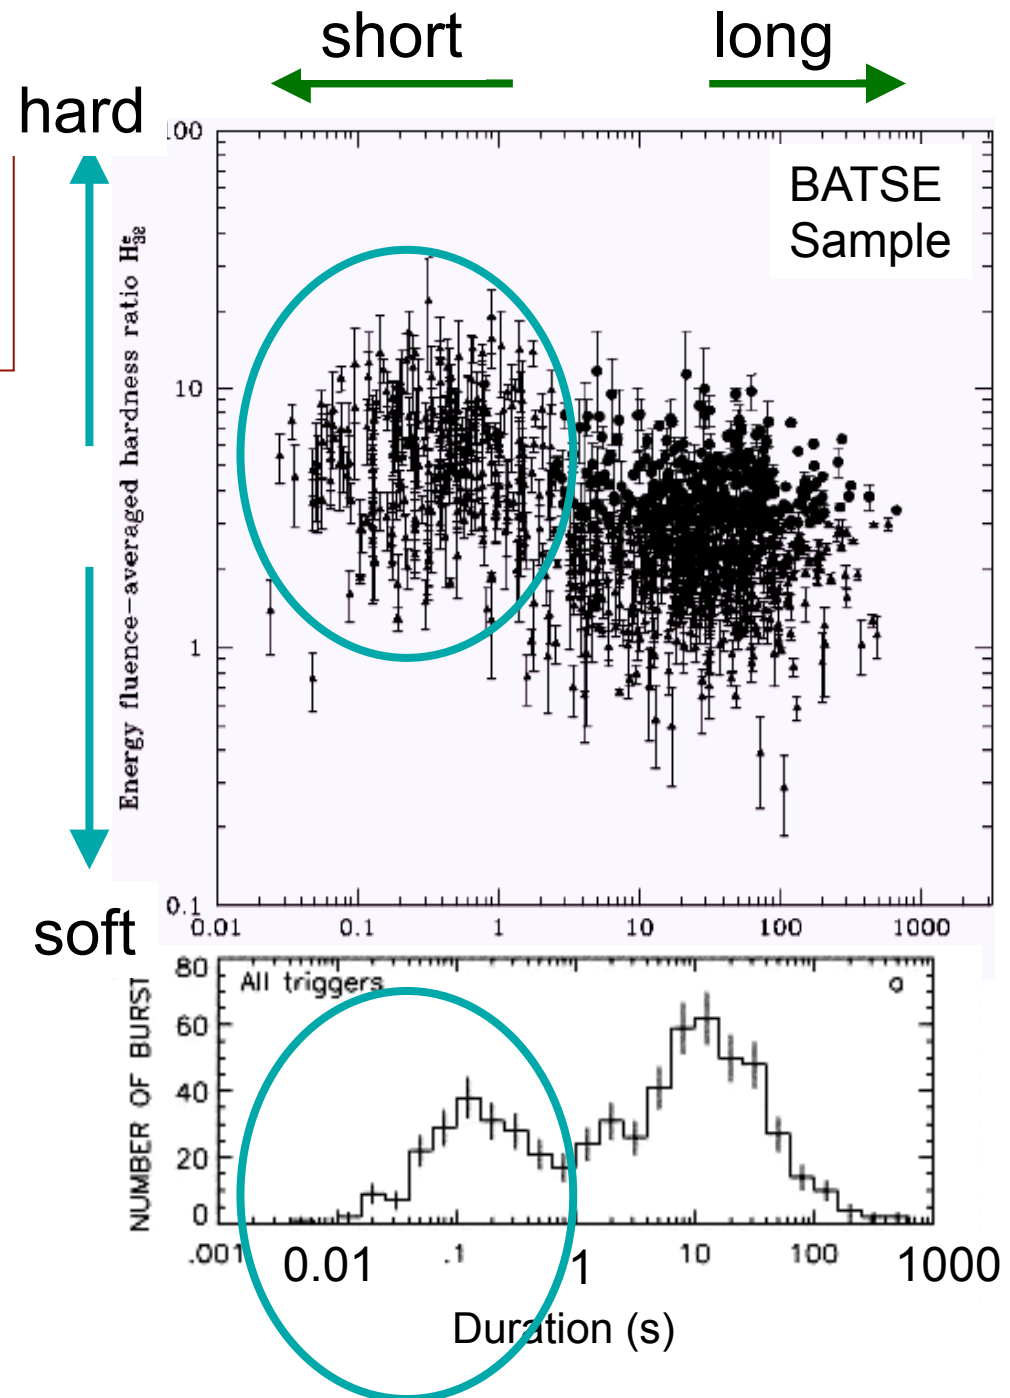 short long
hard
100
BATSE
Sample
Energy fluence-averaged hardness ratio H
10
1
0.1
soft
0.01 0.1 1 10 100 1000
80
All triggers a
60
40
20
0
NUMBER OF BURST
.001 0.01 .1 1 10 100 1000
Duration (s)